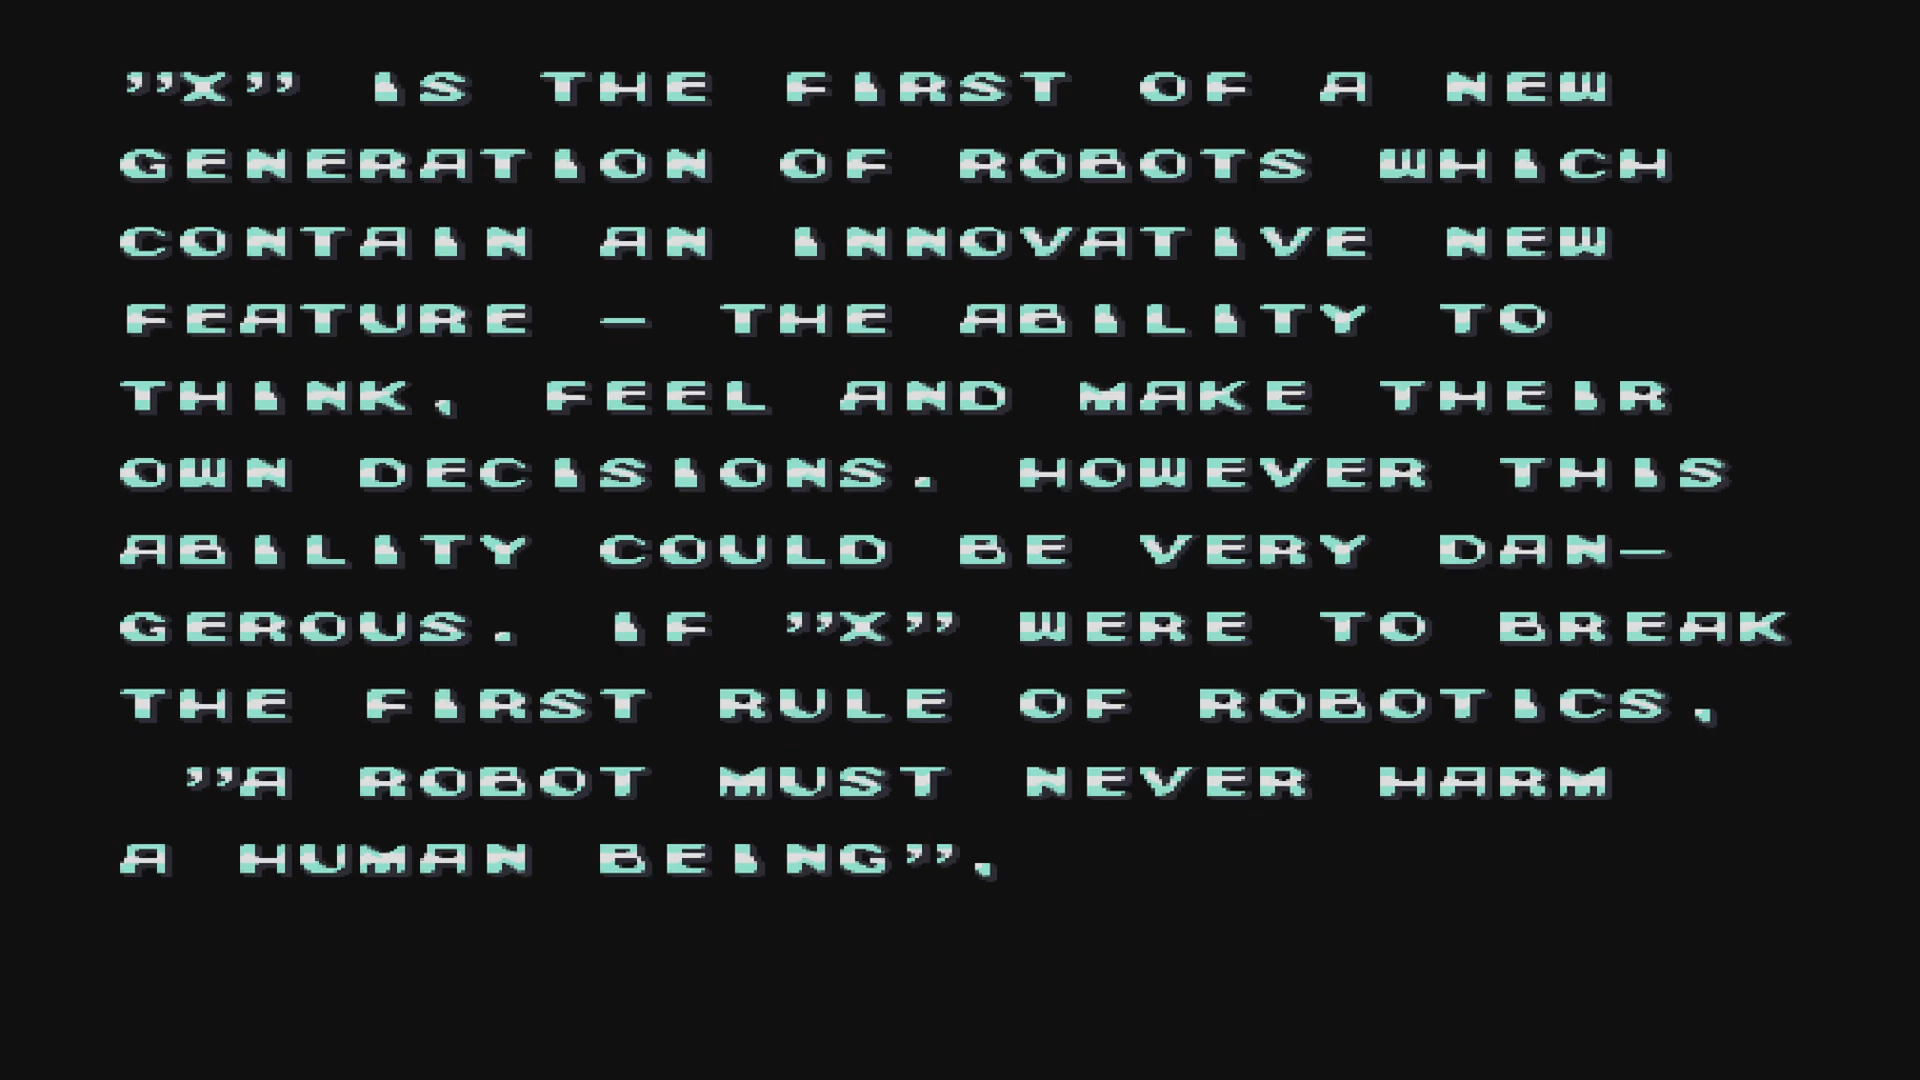 ”X” IS THE FIRST OF A NEW
GENERATION OF ROBOTS WHICH
CONTAIN AN INNOVATIVE NEW
FEATURE – THE ABILITY TO
THINK, FEEL AND MAKE THEIR
OWN DECISIONS. HOWEVER THIS
ABILITY COULD BE VERY DAN–
GEROUS. IF ”X” WERE TO BREAK
THE FIRST RULE OF ROBOTICS,
”A ROBOT MUST NEVER HARM
A HUMAN BEING”,